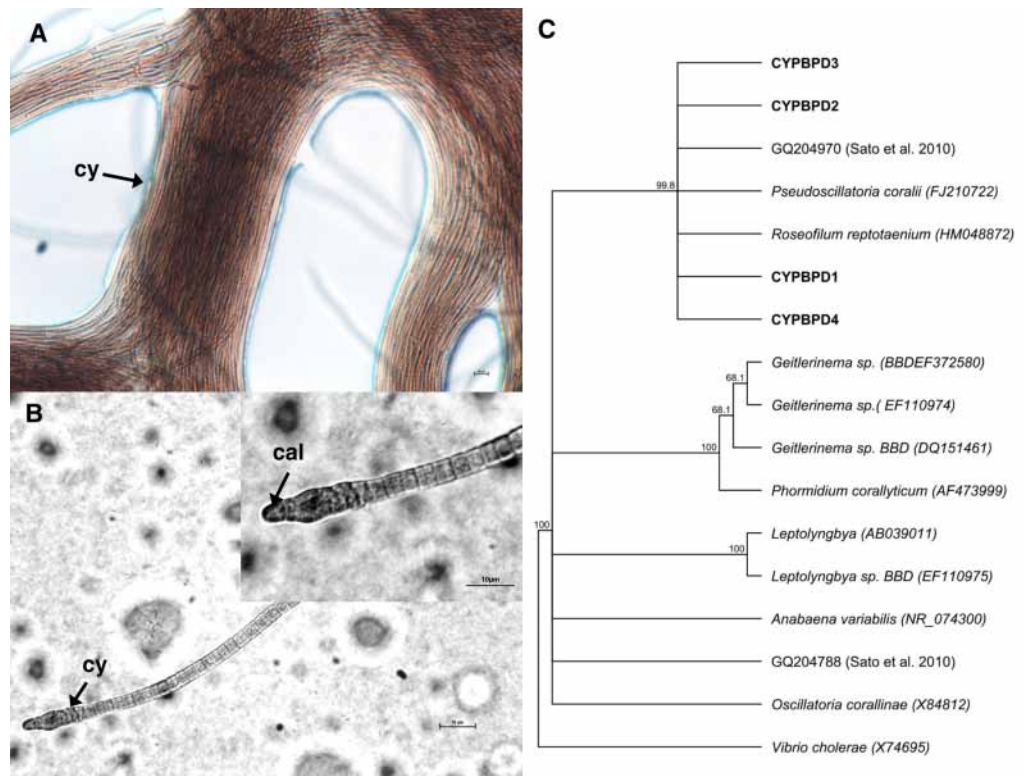 A
cy
B
cal
10µm
cy
C
CYPBPD3
CYPBPD2
GQ204970 (Sato et al. 2010)
99.8
Pseudoscillatoria coralii (FJ210722)
Roseofilum reptotaenium (HM048872)
CYPBPD1
CYPBPD4
Geitlerinema sp. (BBDEF372580)
68.1
Geitlerinema sp.( EF110974)
68.1
Geitlerinema sp. BBD (DQ151461)
100
Phormidium corallyticum (AF473999)
100
Leptolyngbya (AB039011)
100
Leptolyngbya sp. BBD (EF110975)
Anabaena variabilis (NR_074300)
GQ204788 (Sato et al. 2010)
Oscillatoria corallinae (X84812)
Vibrio cholerae (X74695)